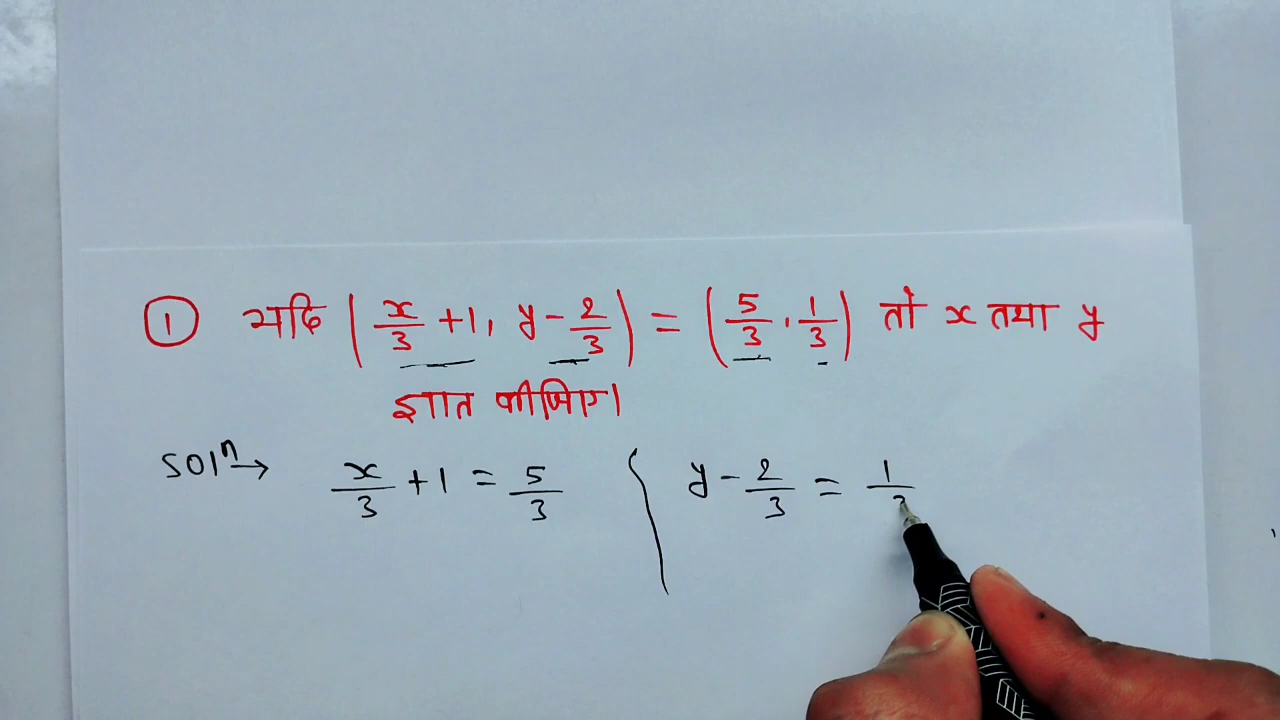 ① यदि (x/3 +1, y-2/3) = (5/3, 1/3) तो x तथा y
ज्ञात कीजिए।
Solⁿ→ x/3 +1 = 5/3 { y-2/3 = 1/3